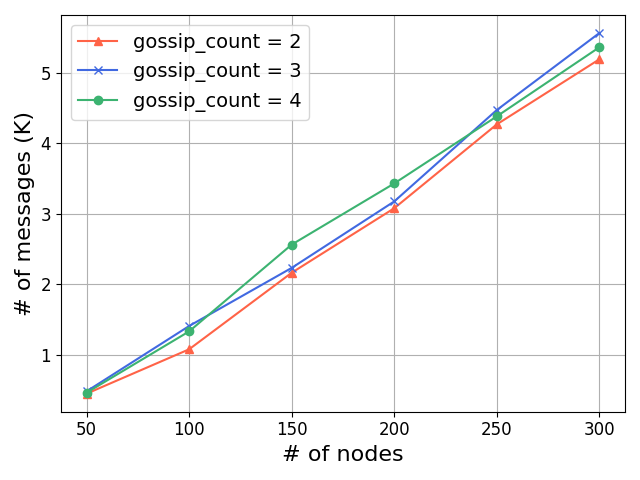 gossip_count = 2
gossip_count = 3
gossip_count = 4
# of messages (K)
5
4
3
2
1
50 100 150 200 250 300
# of nodes